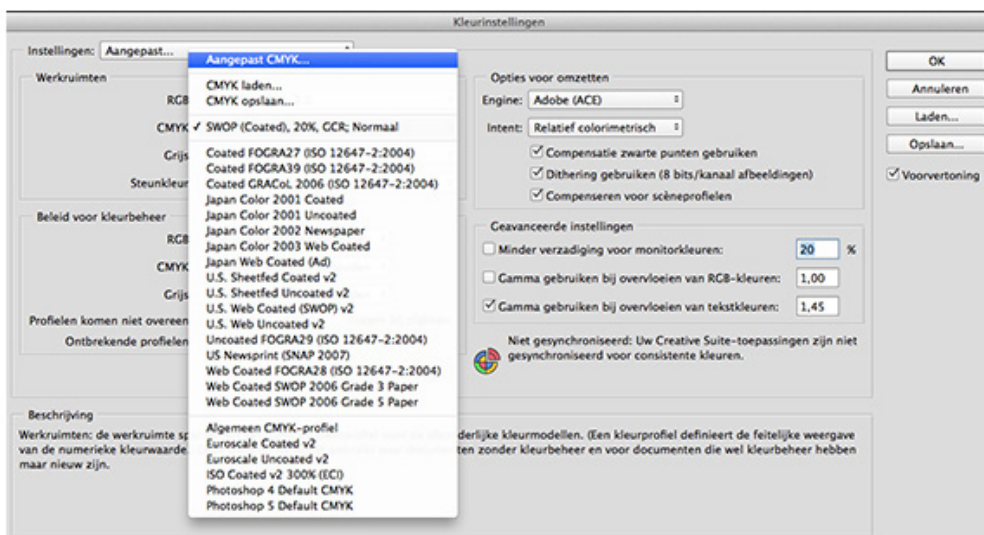 Kleurinstellingen
Instellingen: Aangepast...
Werkruimten
RGB
CMYK
Grijs
Steunkleur
Beleid voor kleurbeheer
RGB
CMYK
Grijs
Profielen komen niet overeen
Ontbrekende profielen
Aangepast CMYK...
CMYK laden...
CMYK opslaan...
✓ SWOP (Coated), 20%, GCR; Normaal
Coated FOGRA27 (ISO 12647-2:2004)
Coated FOGRA39 (ISO 12647-2:2004)
Coated GRACoL 2006 (ISO 12647-2:2004)
Japan Color 2001 Coated
Japan Color 2001 Uncoated
Japan Color 2002 Newspaper
Japan Color 2003 Web Coated
Japan Web Coated (Ad)
U.S. Sheetfed Coated v2
U.S. Sheetfed Uncoated v2
U.S. Web Coated (SWOP) v2
U.S. Web Uncoated v2
Uncoated FOGRA29 (ISO 12647-2:2004)
US Newsprint (SNAP 2007)
Web Coated FOGRA28 (ISO 12647-2:2004)
Web Coated SWOP 2006 Grade 3 Paper
Web Coated SWOP 2006 Grade 5 Paper
Algemeen CMYK-profiel
Euroscale Coated v2
Euroscale Uncoated v2
ISO Coated v2 300% (ECI)
Photoshop 4 Default CMYK
Photoshop 5 Default CMYK
Opties voor omzetten
Engine: Adobe (ACE)
Intent: Relatief colorimetrisch
Compensatie zwarte punten gebruiken
Dithering gebruiken (8 bits/kanaal afbeeldingen)
Compenseren voor scèneprofielen
Geavanceerde instellingen
Minder verzadiging voor monitorkleuren: 20 %
Gamma gebruiken bij overvloeien van RGB-kleuren: 1,00
Gamma gebruiken bij overvloeien van tekstkleuren: 1,45
Niet gesynchroniseerd: Uw Creative Suite-toepassingen zijn niet
gesynchroniseerd voor consistente kleuren.
OK
Annuleren
Laden...
Opslaan...
Voorvertoning
Beschrijving
Werkruimten: de werkruimte derlijke kleurmodellen. (Een kleurprofiel definieert de feitelijke weergave
van de numerieke kleurwaarde zonder kleurbeheer en voor documenten die wel kleurbeheer hebben
maar nieuw zijn.